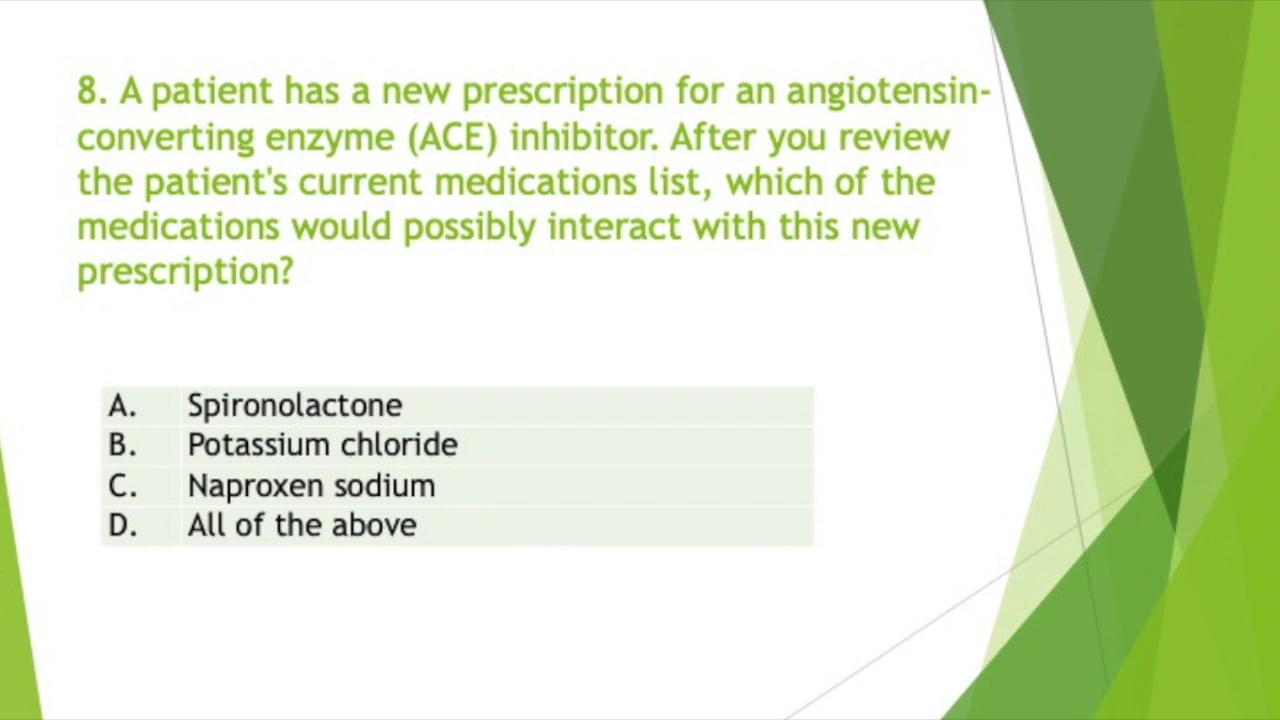 8. A patient has a new prescription for an angiotensin-
converting enzyme (ACE) inhibitor. After you review
the patient's current medications list, which of the
medications would possibly interact with this new
prescription?
A. Spironolactone
B. Potassium chloride
C. Naproxen sodium
D. All of the above